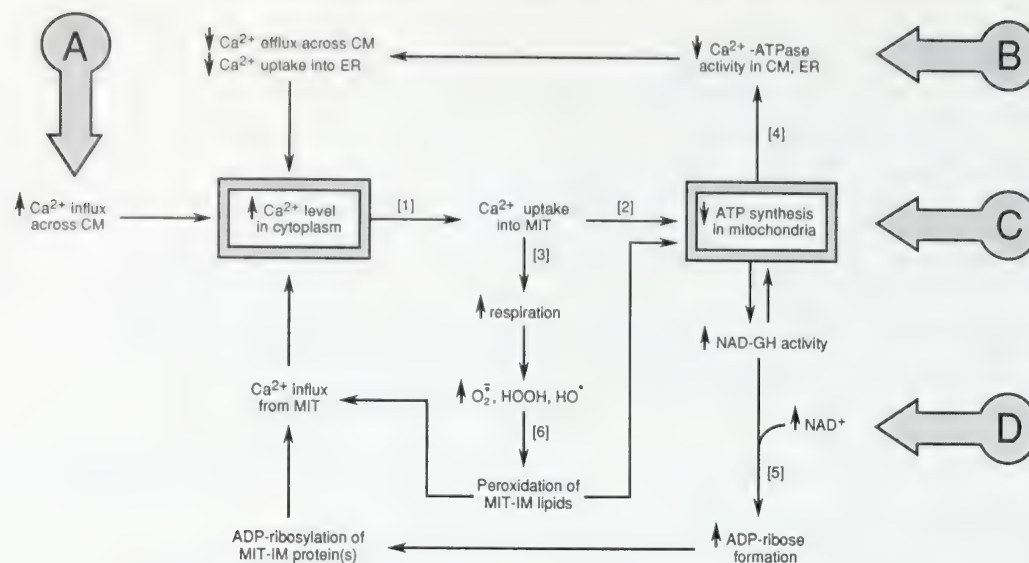 A
Ca²⁺ efflux across CM
Ca²⁺ uptake into ER
Ca²⁺ -ATPase
activity in CM, ER
B
[4]
Ca²⁺ influx
across CM
Ca²⁺ level
in cytoplasm
[1]
Ca²⁺ uptake
into MIT
[2]
ATP synthesis
in mitochondria
C
[3]
respiration
NAD-GH activity
Ca²⁺ influx
from MIT
O₂⨪, HOOH, HO•
NAD⁺
D
[6]
[5]
Peroxidation of
MIT-IM lipids
ADP-ribosylation of
MIT-IM protein(s)
ADP-ribose
formation